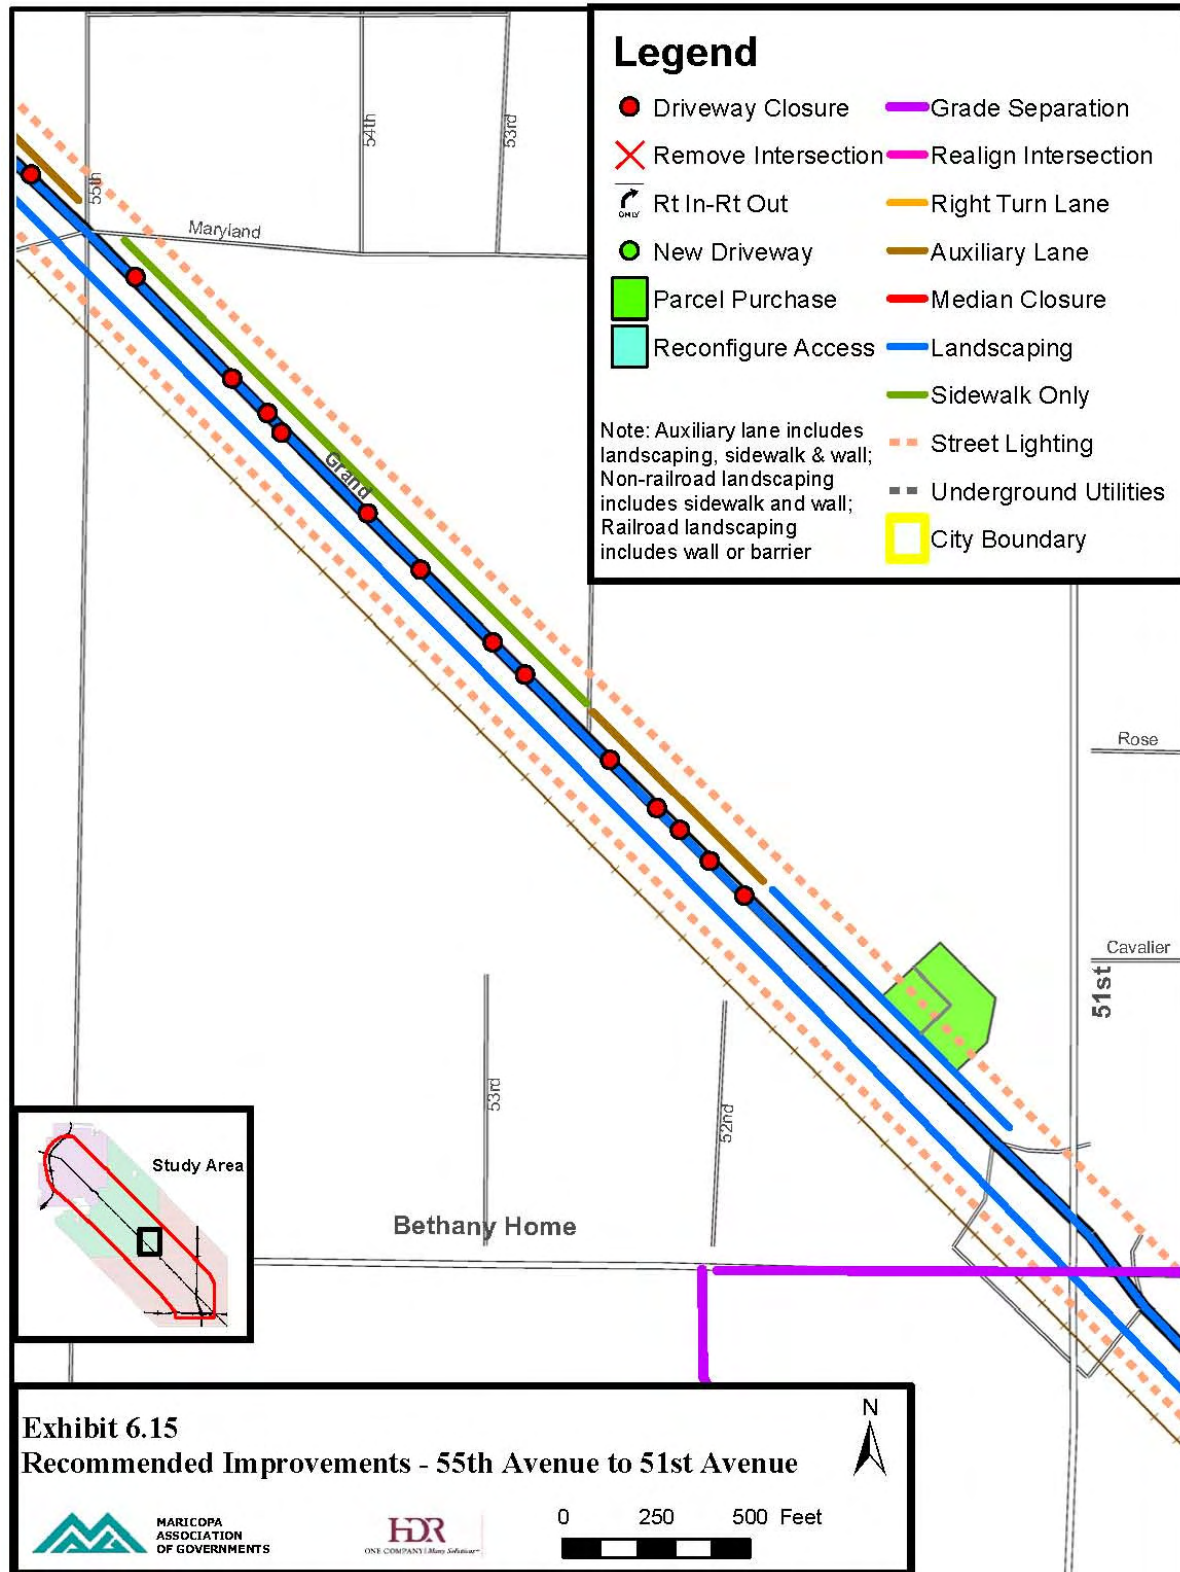 Legend
Driveway Closure
Remove Intersection
ONLY
Rt In-Rt Out
New Driveway
Parcel Purchase
Reconfigure Access
Grade Separation
Realign Intersection
Right Turn Lane
Auxiliary Lane
Median Closure
Landscaping
Sidewalk Only
Street Lighting
Underground Utilities
City Boundary
Note: Auxiliary lane includes
landscaping, sidewalk & wall;
Non-railroad landscaping
includes sidewalk and wall;
Railroad landscaping
includes wall or barrier
55th
54th
53rd
Maryland
Grand
Rose
Cavalier
51st
53rd
52nd
Bethany Home
Study Area
Exhibit 6.15
Recommended Improvements - 55th Avenue to 51st Avenue
N
MARICOPA
ASSOCIATION
OF GOVERNMENTS
HDR
ONE COMPANY | Many Solutions
0 250 500 Feet